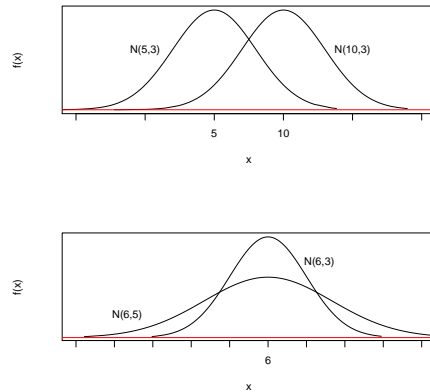 f(x)
N(5,3)
N(10,3)
5
10
x
f(x)
N(6,3)
N(6,5)
6
x